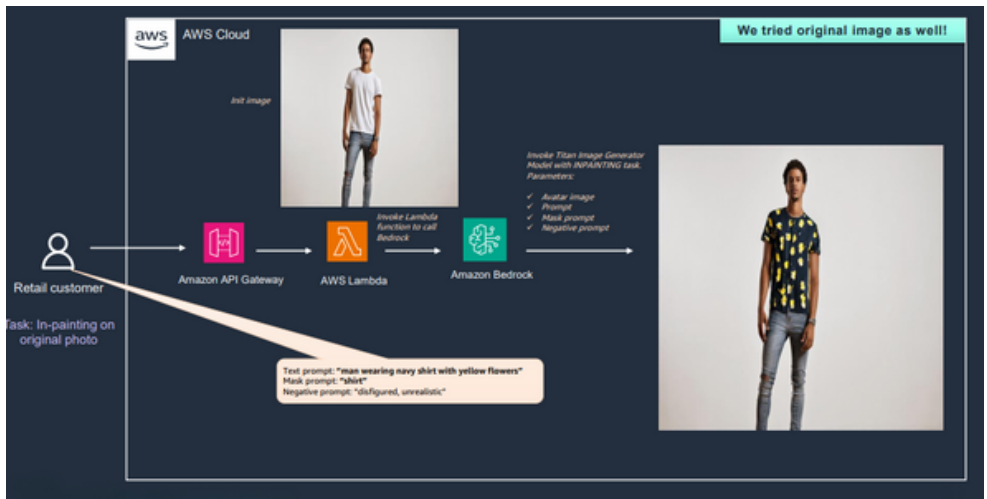 aws
AWS Cloud
We tried original image as well!
Init image
Invoke Titan Image Generator
Model with INPAINTING task.
Parameters:
✓ Avatar image
✓ Prompt
✓ Mask prompt
✓ Negative prompt
Invoke Lambda
function to call
Bedrock
Retail customer
Amazon API Gateway
AWS Lambda
Amazon Bedrock
Task: In-painting on
original photo
Text prompt: "man wearing navy shirt with yellow flowers"
Mask prompt: "shirt"
Negative prompt: "disfigured, unrealistic"